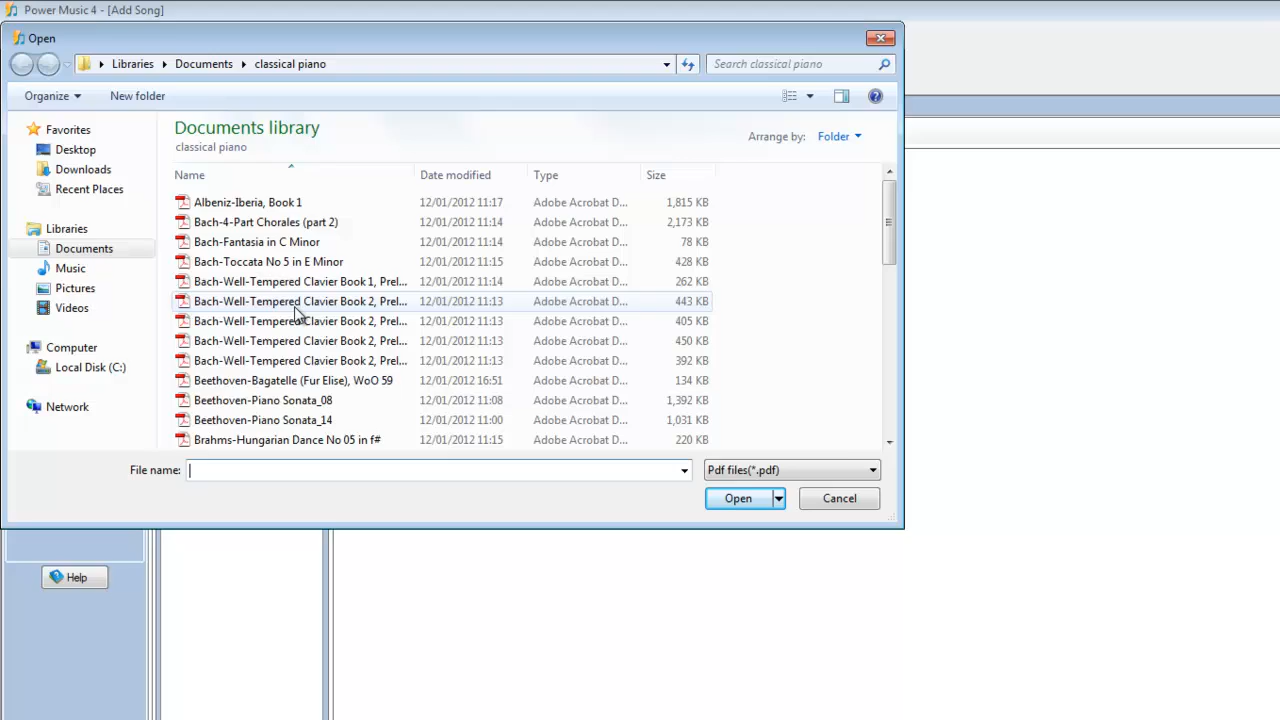 Power Music 4 - [Add Song]
Open
Libraries Documents classical piano
Search classical piano
Organize New folder
Favorites
Desktop
Downloads
Recent Places
Libraries
Documents
Music
Pictures
Videos
Computer
Local Disk (C:)
Network
Documents library
classical piano
Arrange by: Folder
Name Date modified Type Size
Albeniz-Iberia, Book 1 12/01/2012 11:17 Adobe Acrobat D... 1,815 KB
Bach-4-Part Chorales (part 2) 12/01/2012 11:14 Adobe Acrobat D... 2,173 KB
Bach-Fantasia in C Minor 12/01/2012 11:14 Adobe Acrobat D... 78 KB
Bach-Toccata No 5 in E Minor 12/01/2012 11:15 Adobe Acrobat D... 428 KB
Bach-Well-Tempered Clavier Book 1, Prel... 12/01/2012 11:14 Adobe Acrobat D... 262 KB
Bach-Well-Tempered Clavier Book 2, Prel... 12/01/2012 11:13 Adobe Acrobat D... 443 KB
Bach-Well-Tempered Clavier Book 2, Prel... 12/01/2012 11:13 Adobe Acrobat D... 405 KB
Bach-Well-Tempered Clavier Book 2, Prel... 12/01/2012 11:13 Adobe Acrobat D... 450 KB
Bach-Well-Tempered Clavier Book 2, Prel... 12/01/2012 11:13 Adobe Acrobat D... 392 KB
Beethoven-Bagatelle (Fur Elise), WoO 59 12/01/2012 16:51 Adobe Acrobat D... 134 KB
Beethoven-Piano Sonata_08 12/01/2012 11:08 Adobe Acrobat D... 1,392 KB
Beethoven-Piano Sonata_14 12/01/2012 11:00 Adobe Acrobat D... 1,031 KB
Brahms-Hungarian Dance No 05 in f# 12/01/2012 11:15 Adobe Acrobat D... 220 KB
File name: Pdf files(*.pdf)
Open Cancel
Help